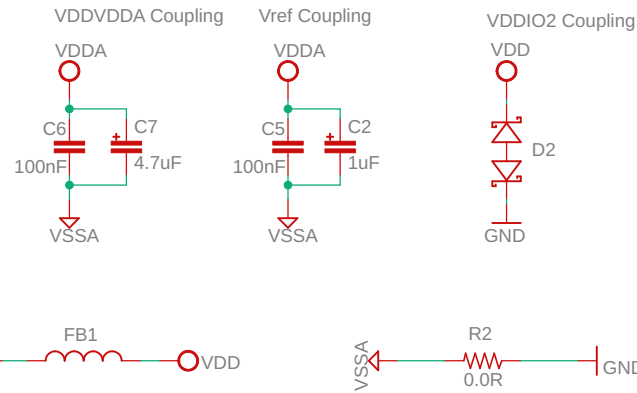 VDDVDDA Coupling
Vref Coupling
VDDIO2 Coupling
VDDA
VDDA
VDD
C6
C7
100nF
4.7uF
C5
C2
100nF
1uF
D2
VSSA
VSSA
GND
FB1
VDD
VSSA
R2
0.0R
GND